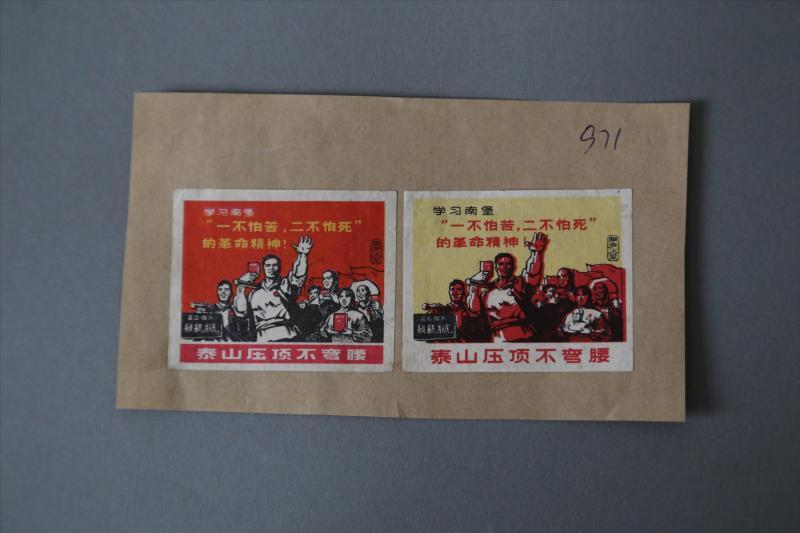 971
学习南堡
“一不怕苦，二不怕死”
的革命精神！
泰山压顶不弯腰
学习南堡
“一不怕苦，二不怕死”
的革命精神！
泰山压顶不弯腰